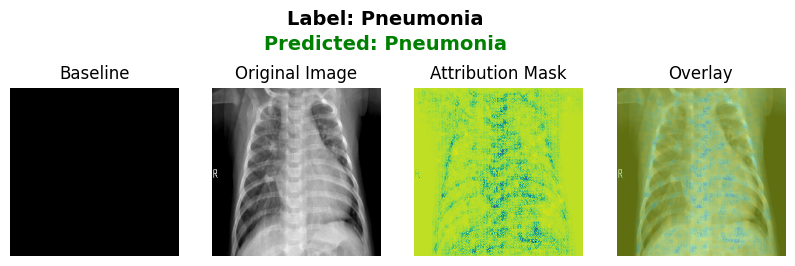 Label: Pneumonia
Predicted: Pneumonia
Baseline
Original Image
Attribution Mask
Overlay
R
R